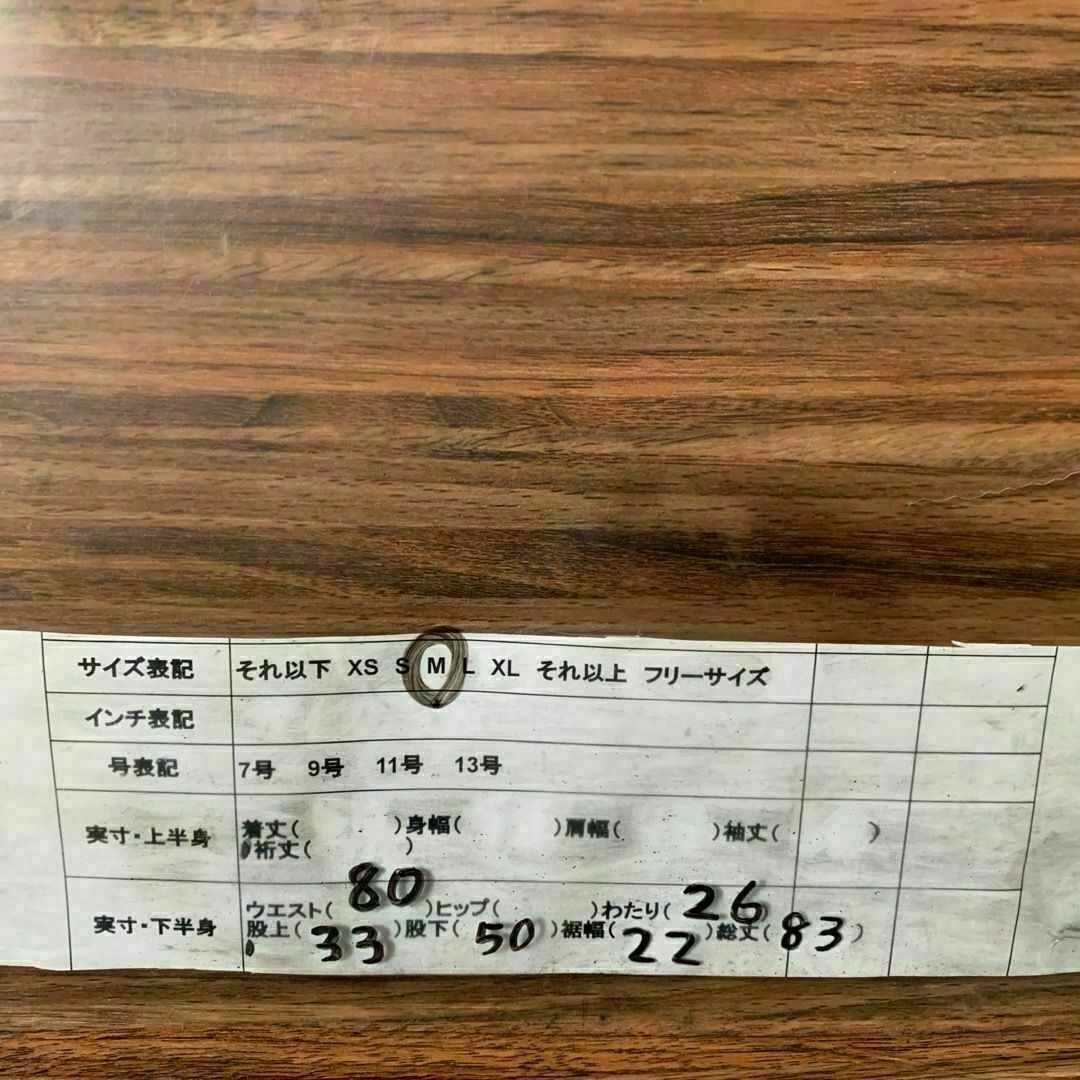 サイズ表記 それ以下 XS S M L XL それ以上 フリーサイズ
インチ表記
号表記 7号 9号 11号 13号
実寸・上半身 着丈( )身幅( )肩幅( )袖丈( )
裄丈( )
実寸・下半身 ウエスト( 80 )ヒップ( )わたり( 26
股上( 33 )股下( 50 )裾幅( 22 )総丈( 83 )